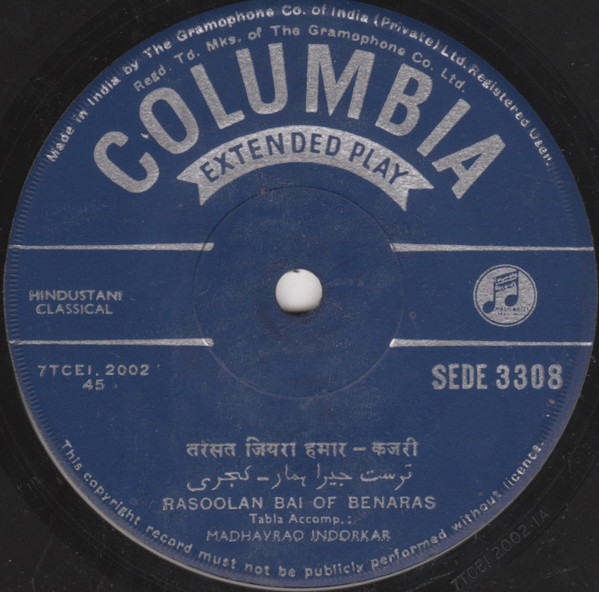 Made in India by The Gramophone Co. of India (Private) Ltd. Registered User.
Regd. Td. Mks. of The Gramophone Co. Ltd.
COLUMBIA
EXTENDED PLAY
HINDUSTANI
CLASSICAL
7TCEI. 2002
45
SEDE 3308
तरसत जियरा हमार - कजरी
ترست جیرا ہمار - کجری
RASOOLAN BAI OF BENARAS
Tabla Accomp.:
MADHAVRAO INDORKAR
This copyright record must not be publicly performed without licence.
7TCEI.2002-1A